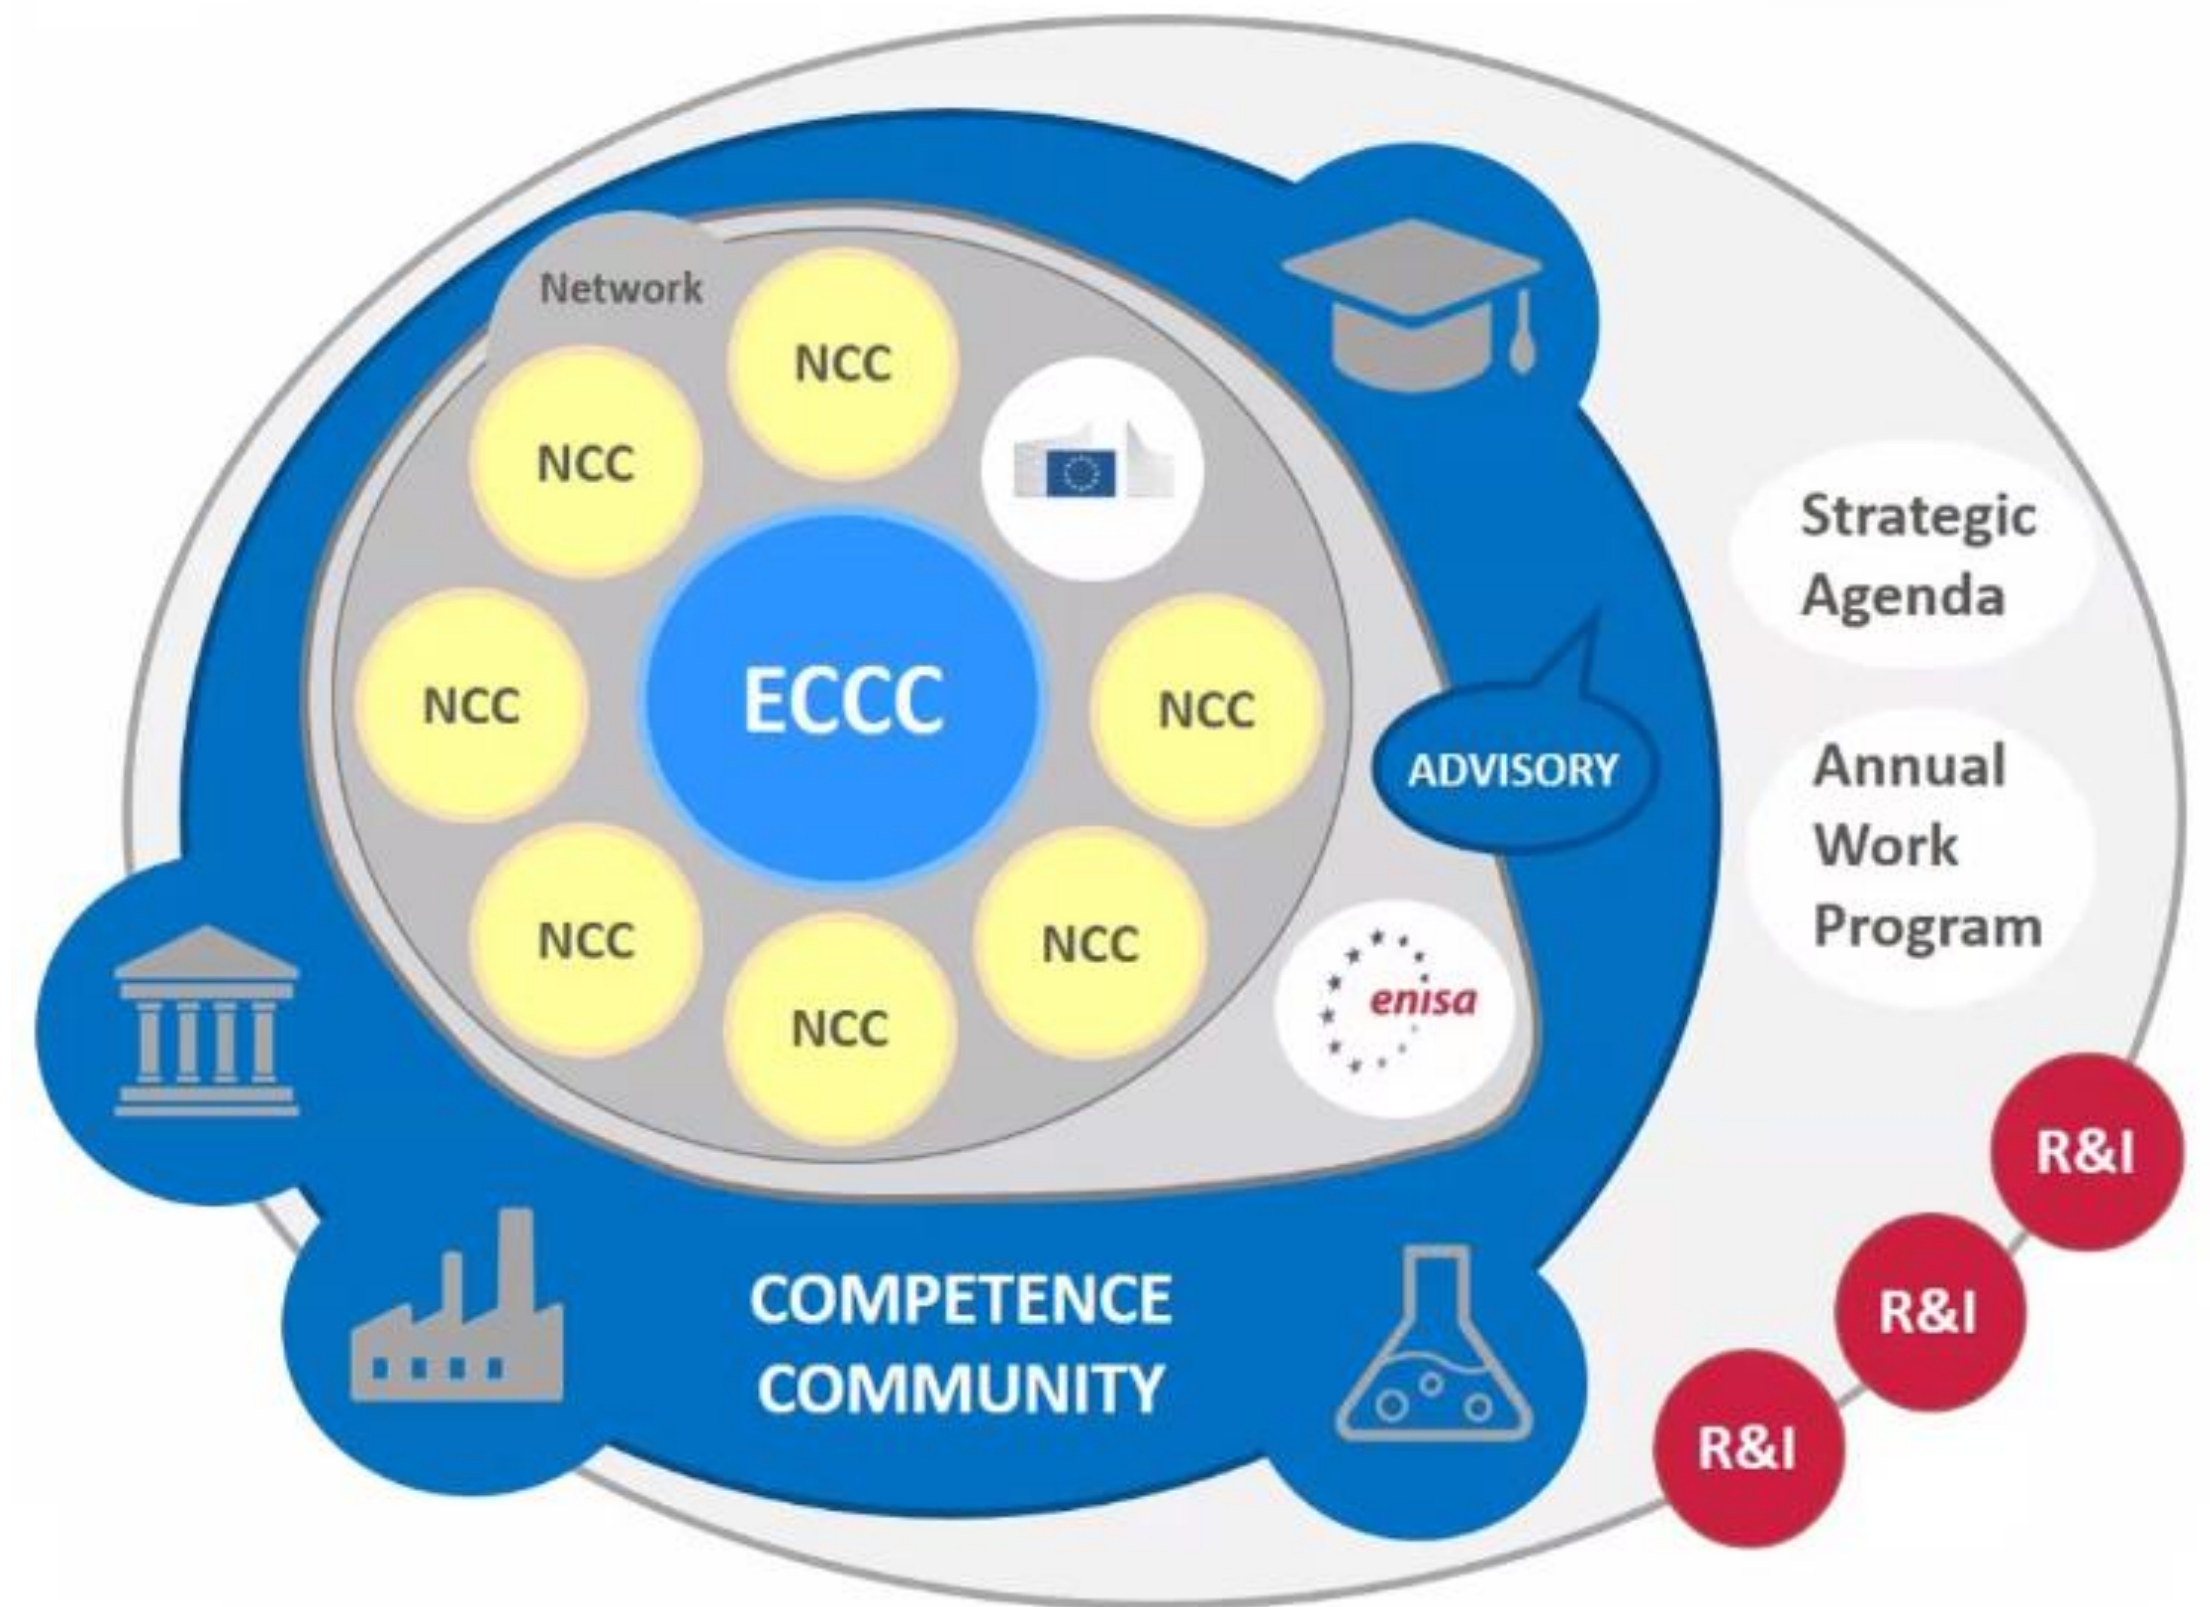 Network
NCC
NCC
NCC
ECCC
NCC
NCC
NCC
NCC
ADVISORY
enisa
Strategic
Agenda
Annual
Work
Program
R&I
R&I
R&I
COMPETENCE
COMMUNITY